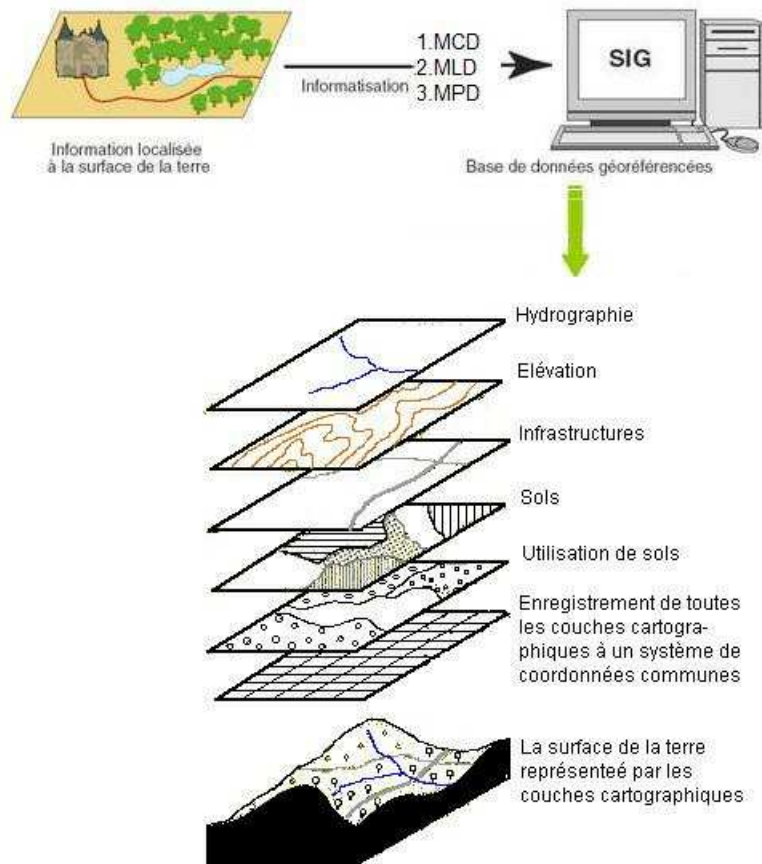 1.MCD
2.MLD
3.MPD
Informatisation
SIG
Information localisée
à la surface de la terre
Base de données géoréférencées
Hydrographie
Elévation
Infrastructures
Sols
Utilisation de sols
Enregistrement de toutes
les couches cartogra-
phiques à un système de
coordonnées communes
La surface de la terre
représenteé par les
couches cartographiques